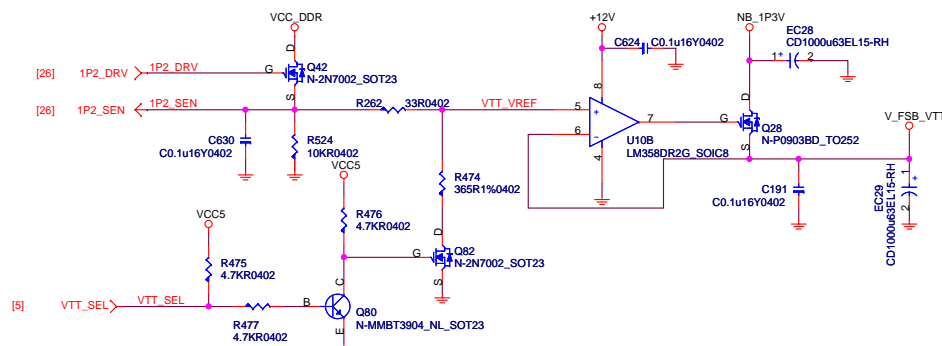 VCC_DDR
+12V
NB_1P3V
EC28
CD1000u63EL15-RH
C624
C0.1u16Y0402
1 + 2
D
[26] 1P2_DRV 1P2_DRV G
Q42
N-2N7002_SOT23
S
8
D
V_FSB_VTT
[26] 1P2_SEN 1P2_SEN
R262 33R0402 VTT_VREF
5 +
6 −
7
4
U10B
LM358DR2G_SOIC8
G
Q28
N-P0903BD_TO252
S
C630
C0.1u16Y0402
R524
10KR0402
VCC5
R474
365R1%0402
C191
C0.1u16Y0402
EC29
CD1000u63EL15-RH
1 + 2
VCC5
R476
4.7KR0402
D
G
Q82
N-2N7002_SOT23
S
R475
4.7KR0402
C
[5] VTT_SEL VTT_SEL
B
Q80
N-MMBT3904_NL_SOT23
R477
4.7KR0402
E